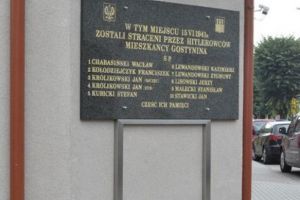 W TYM MIEJSCU 15 VI 1941r.
ZOSTALI STRACENI PRZEZ HITLEROWCÓW
MIESZKAŃCY GOSTYNINA
Ś P
1 CHABASIŃSKI WACŁAW
2 KOŁODZIEJCZYK FRANCISZEK
3 KRÓLIKOWSKI JAN
4 KRÓLIKOWSKI JAN
5 KUBICKI STEFAN
6 LEWANDOWSKI KAZIMIERZ
7 LEWANDOWSKI ZYGMUNT
8 LISOWSKI JERZY
9 MALECKI STANISŁAW
10 STAWICKI JAN
CZEŚĆ ICH PAMIĘCI